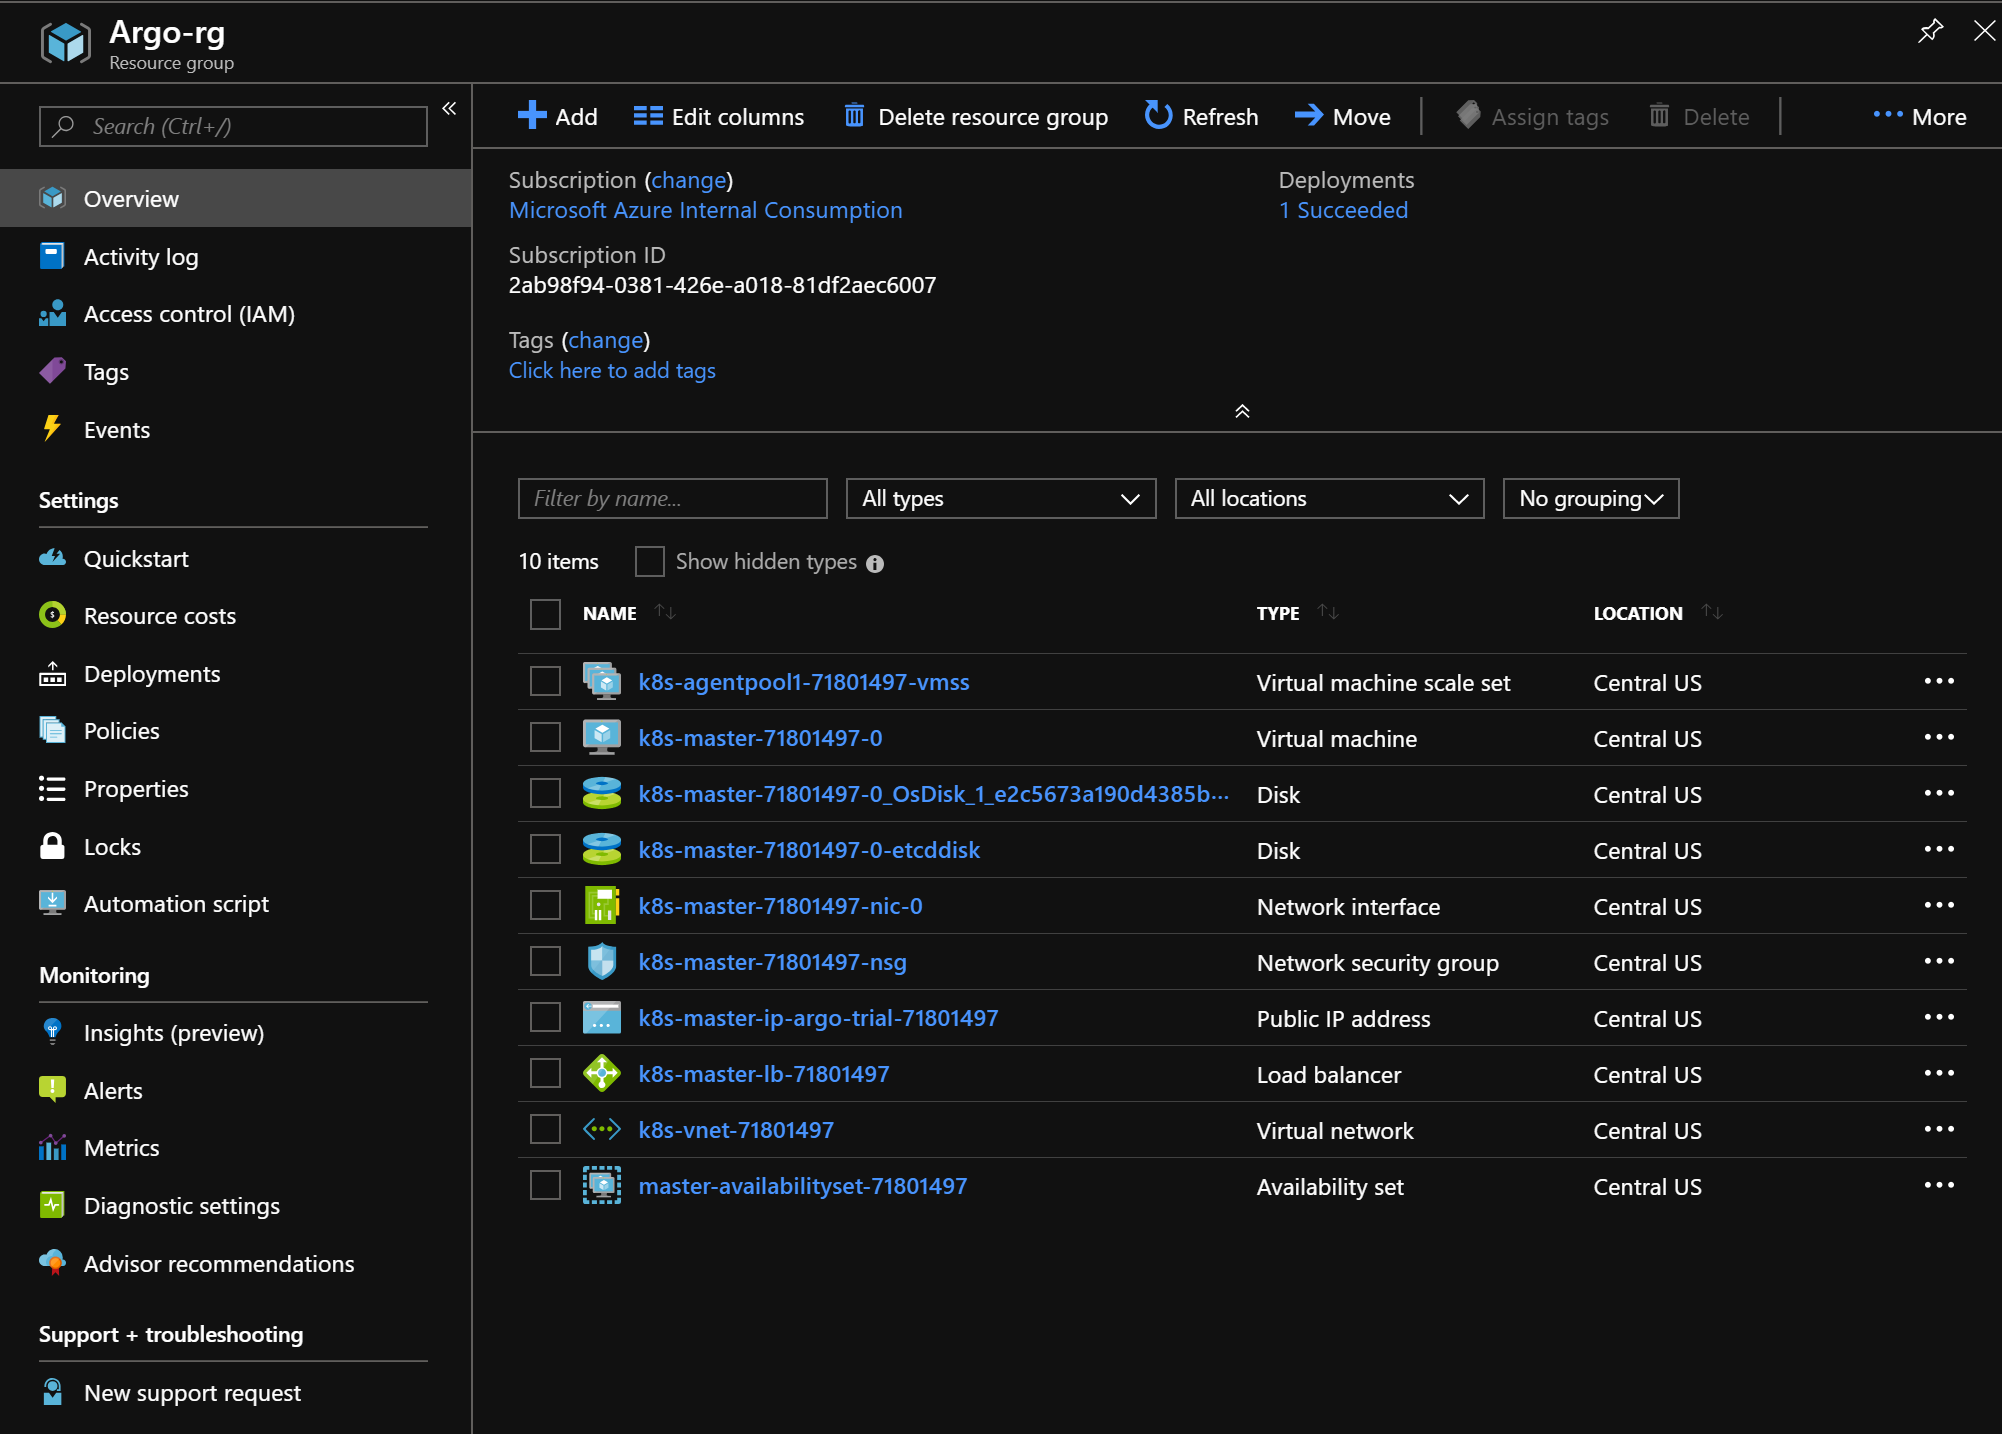 Argo-rg
Resource group
Search (Ctrl+/)
Overview
Activity log
Access control (IAM)
Tags
Events
Settings
Quickstart
Resource costs
Deployments
Policies
Properties
Locks
Automation script
Monitoring
Insights (preview)
Alerts
Metrics
Diagnostic settings
Advisor recommendations
Support + troubleshooting
New support request
Add Edit columns Delete resource group Refresh Move Assign tags Delete More
Subscription (change)
Microsoft Azure Internal Consumption
Subscription ID
2ab98f94-0381-426e-a018-81df2aec6007
Tags (change)
Click here to add tags
Deployments
1 Succeeded
Filter by name... All types All locations No grouping
10 items Show hidden types
NAME TYPE LOCATION
k8s-agentpool1-71801497-vmss Virtual machine scale set Central US
k8s-master-71801497-0 Virtual machine Central US
k8s-master-71801497-0_OsDisk_1_e2c5673a190d4385b... Disk Central US
k8s-master-71801497-0-etcddisk Disk Central US
k8s-master-71801497-nic-0 Network interface Central US
k8s-master-71801497-nsg Network security group Central US
k8s-master-ip-argo-trial-71801497 Public IP address Central US
k8s-master-lb-71801497 Load balancer Central US
k8s-vnet-71801497 Virtual network Central US
master-availabilityset-71801497 Availability set Central US